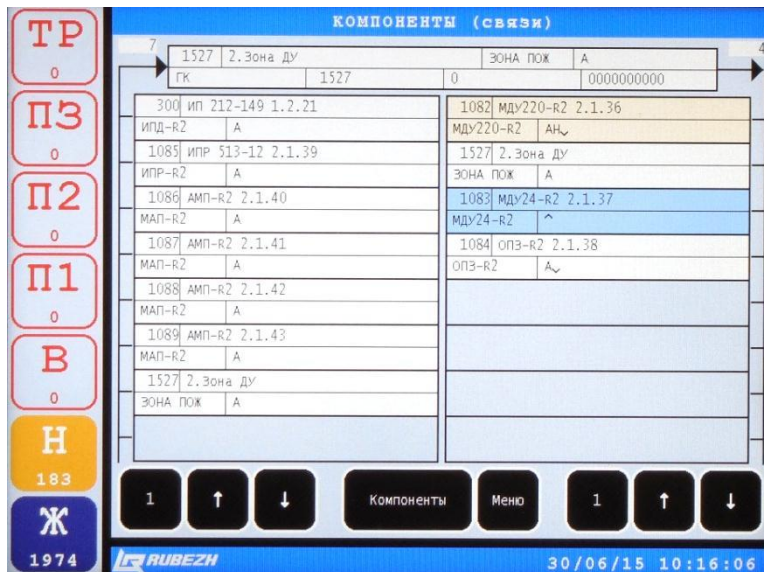 КОМПОНЕНТЫ (связи)
ТР
0
ПЗ
0
П2
0
П1
0
В
0
Н
183
Ж
1974
7
4
1527 2.Зона ДУ ЗОНА ПОЖ А
ГК 1527 0 0000000000
300 ИП 212-149 1.2.21
ИПД-R2 А
1085 ИПР 513-12 2.1.39
ИПР-R2 А
1086 АМП-R2 2.1.40
МАП-R2 А
1087 АМП-R2 2.1.41
МАП-R2 А
1088 АМП-R2 2.1.42
МАП-R2 А
1089 АМП-R2 2.1.43
МАП-R2 А
1527 2.Зона ДУ
ЗОНА ПОЖ А
1082 МДУ220-R2 2.1.36
МДУ220-R2 АН
1527 2.Зона ДУ
ЗОНА ПОЖ А
1083 МДУ24-R2 2.1.37
МДУ24-R2 ^
1084 ОПЗ-R2 2.1.38
ОПЗ-R2 А
1 ↑ ↓ Компоненты Меню 1 ↑ ↓
RUBEZH 30/06/15 10:16:06